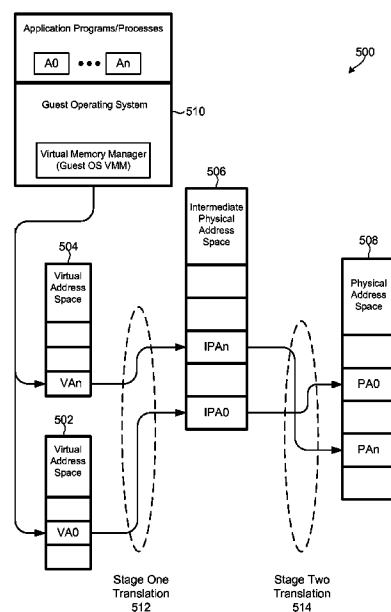 Application Programs/Processes
A0 ••• An
500
Guest Operating System
510
Virtual Memory Manager
(Guest OS VMM)
506
Intermediate
Physical
Address
Space
504
Virtual
Address
Space
508
Physical
Address
Space
IPAn
VAn
PA0
IPA0
502
PAn
Virtual
Address
Space
VA0
Stage One
Translation
512
Stage Two
Translation
514